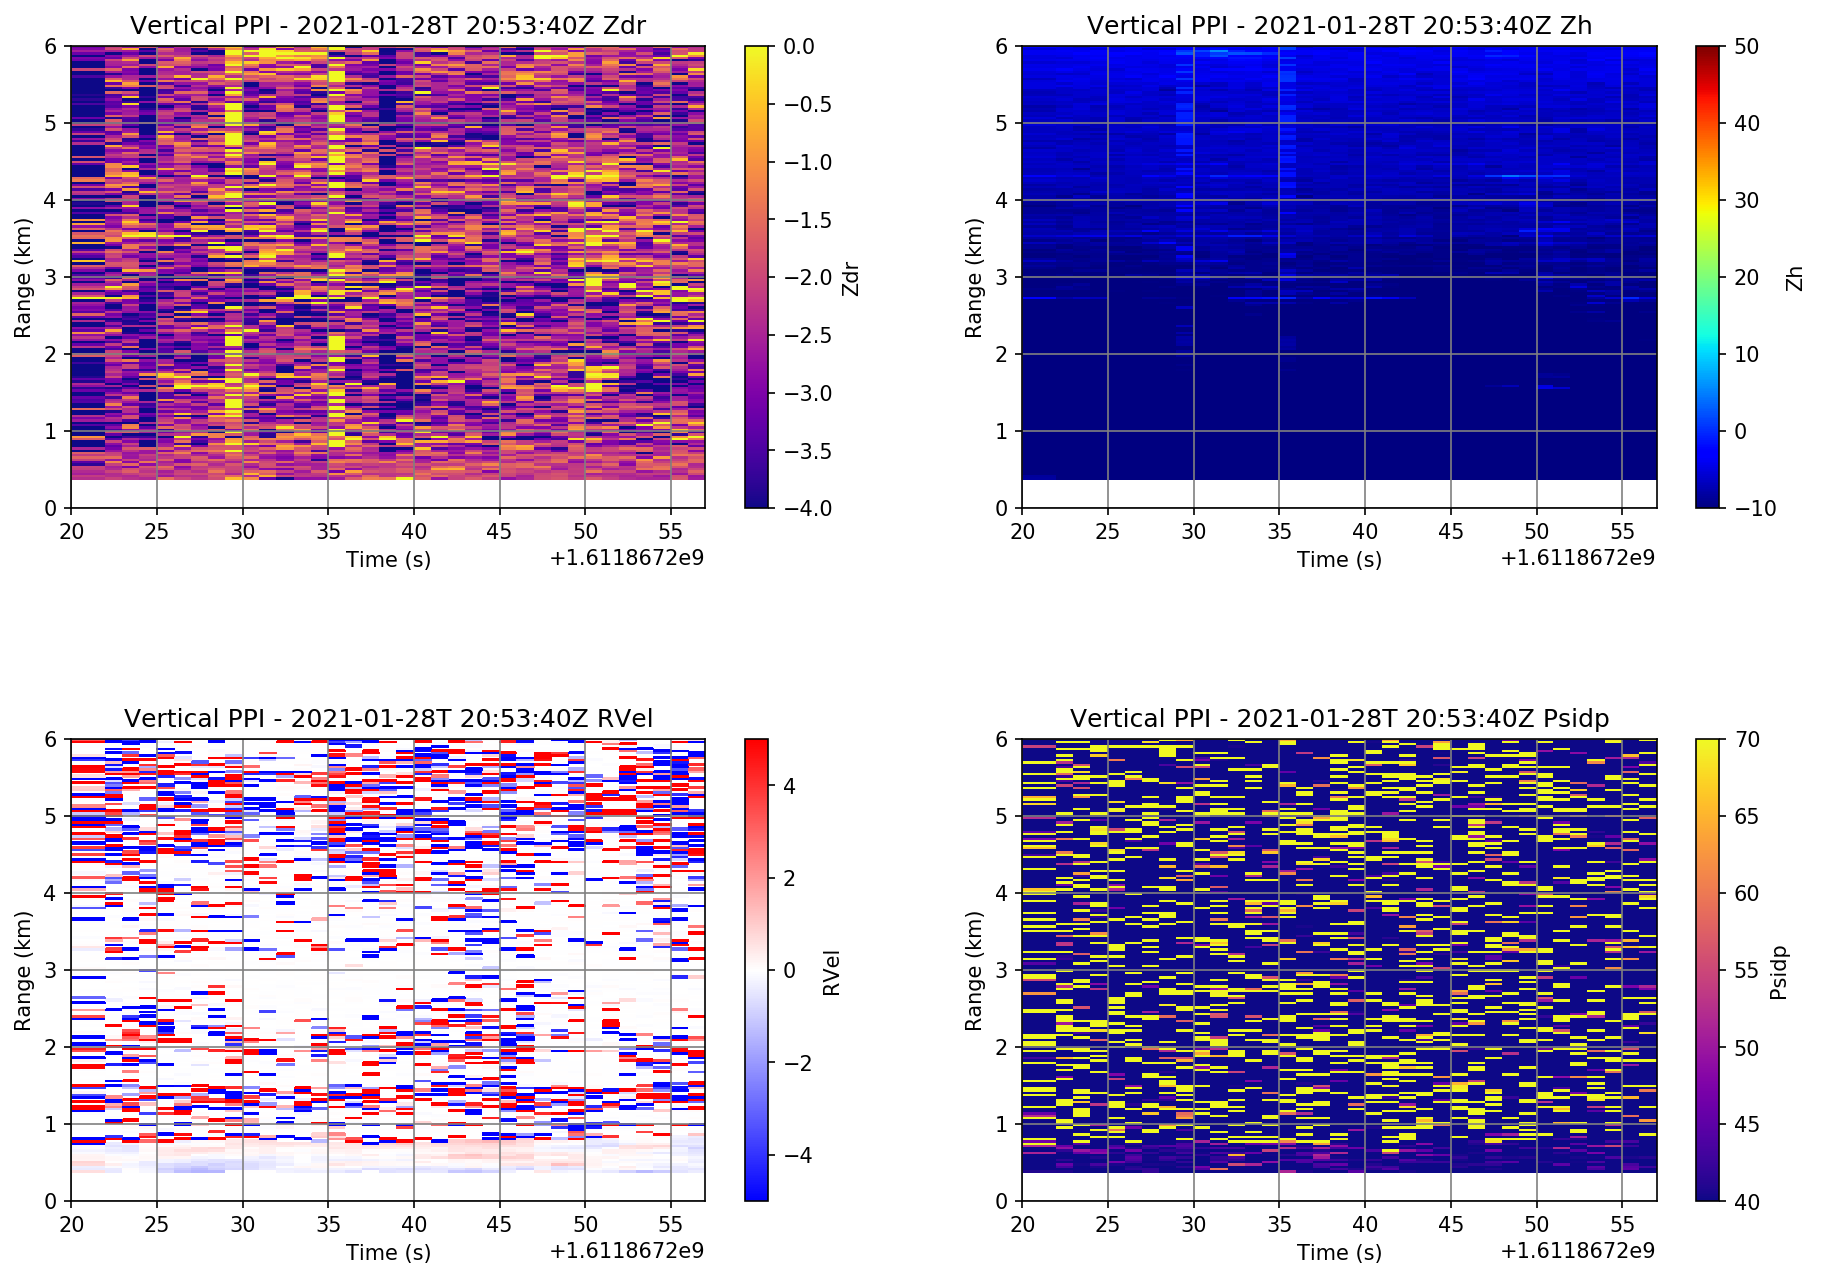 Vertical PPI - 2021-01-28T 20:53:40Z Zdr
6
5
4
3
2
1
0
Range (km)
20 25 30 35 40 45 50 55
Time (s)
+1.6118672e9
0.0
−0.5
−1.0
−1.5
−2.0
−2.5
−3.0
−3.5
−4.0
Zdr
Vertical PPI - 2021-01-28T 20:53:40Z Zh
6
5
4
3
2
1
0
Range (km)
20 25 30 35 40 45 50 55
Time (s)
+1.6118672e9
50
40
30
20
10
0
−10
Zh
Vertical PPI - 2021-01-28T 20:53:40Z RVel
6
5
4
3
2
1
0
Range (km)
20 25 30 35 40 45 50 55
Time (s)
+1.6118672e9
4
2
0
−2
−4
RVel
Vertical PPI - 2021-01-28T 20:53:40Z Psidp
6
5
4
3
2
1
0
Range (km)
20 25 30 35 40 45 50 55
Time (s)
+1.6118672e9
70
65
60
55
50
45
40
Psidp